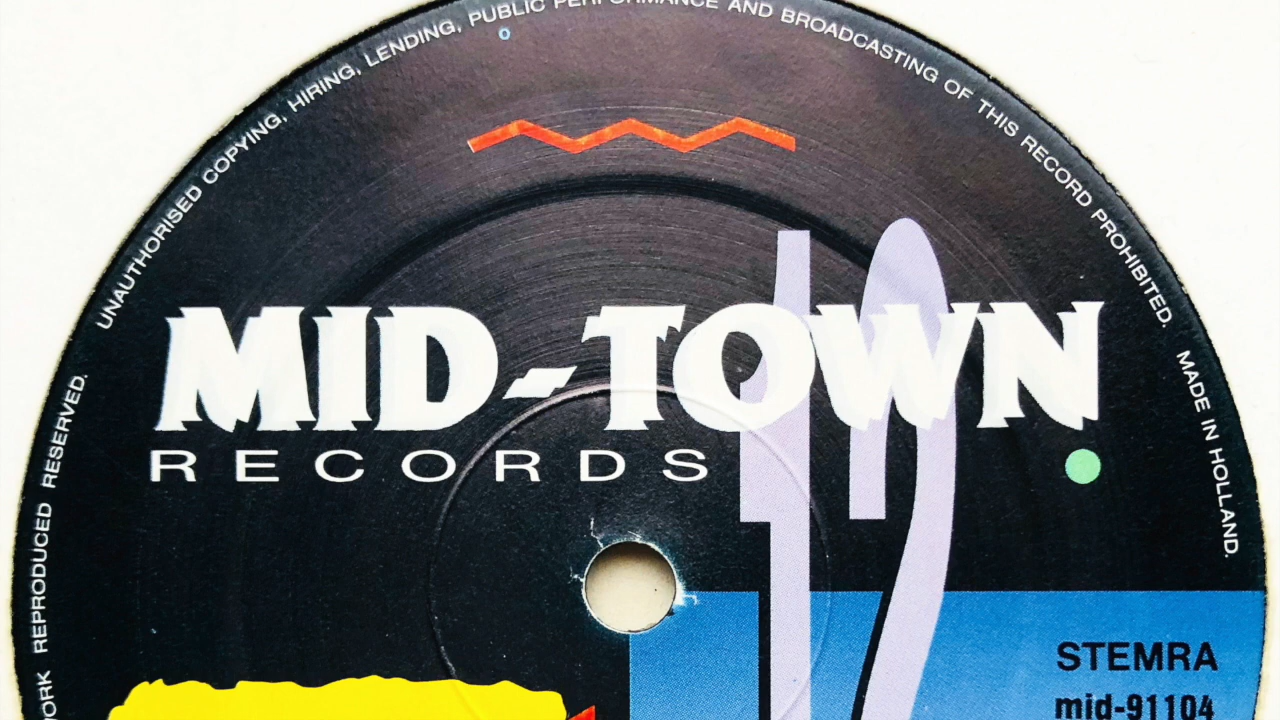 REPRODUCED RESERVED.
UNAUTHORISED COPYING, HIRING, LENDING, PUBLIC PERFORMANCE AND BROADCASTING OF THIS RECORD PROHIBITED.
MADE IN HOLLAND.
12
MID-TOWN
RECORDS
STEMRA
mid-91104